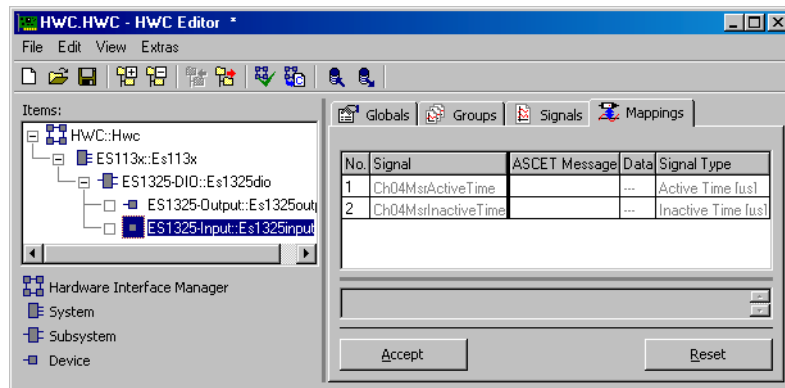 HWC.HWC - HWC Editor *
File Edit View Extras
Items:
HWC::Hwc
ES113x::Es113x
ES1325-DIO::Es1325dio
ES1325-Output::Es1325outp
ES1325-Input::Es1325input
Hardware Interface Manager
System
Subsystem
Device
Globals Groups Signals Mappings
No. Signal ASCET Message Data Signal Type
1 Ch04MsrActiveTime --- Active Time [us]
2 Ch04MsrInactiveTime --- Inactive Time [us]
Accept Reset